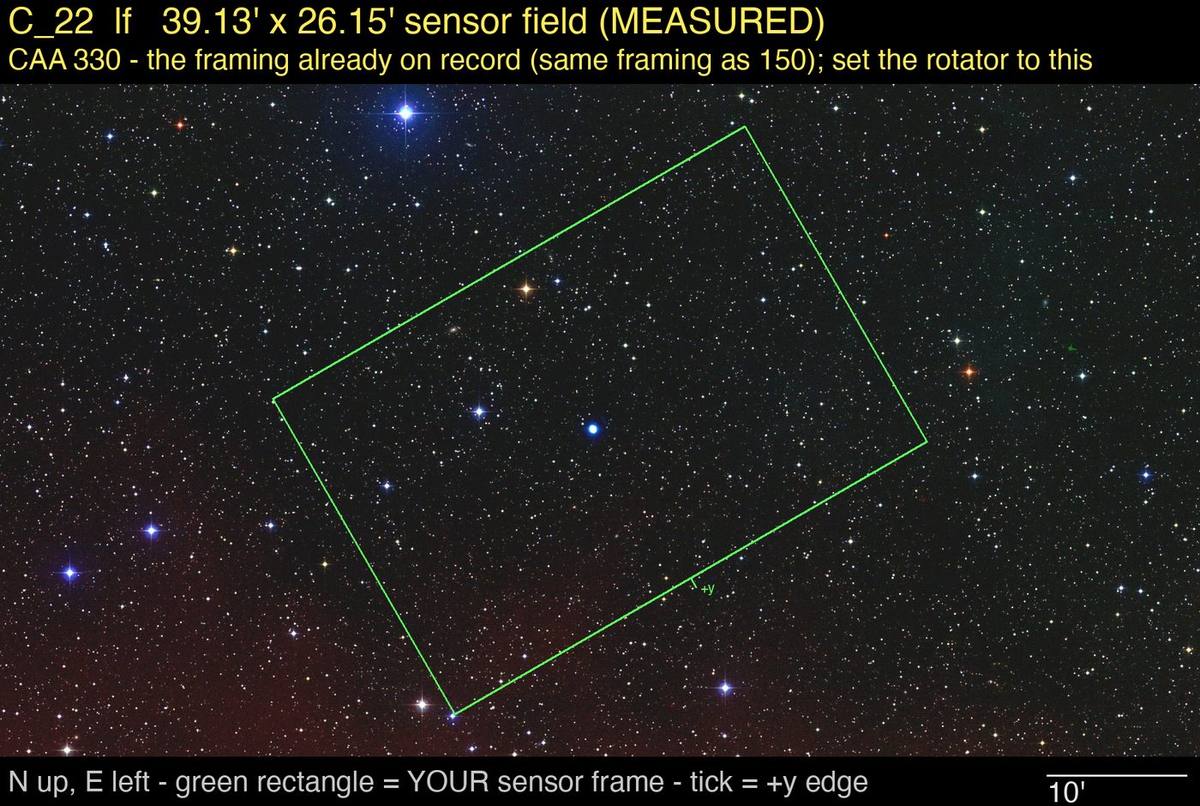 C_22 lf 39.13' x 26.15' sensor field (MEASURED)
CAA 330 - the framing already on record (same framing as 150); set the rotator to this
+y
N up, E left - green rectangle = YOUR sensor frame - tick = +y edge
10'